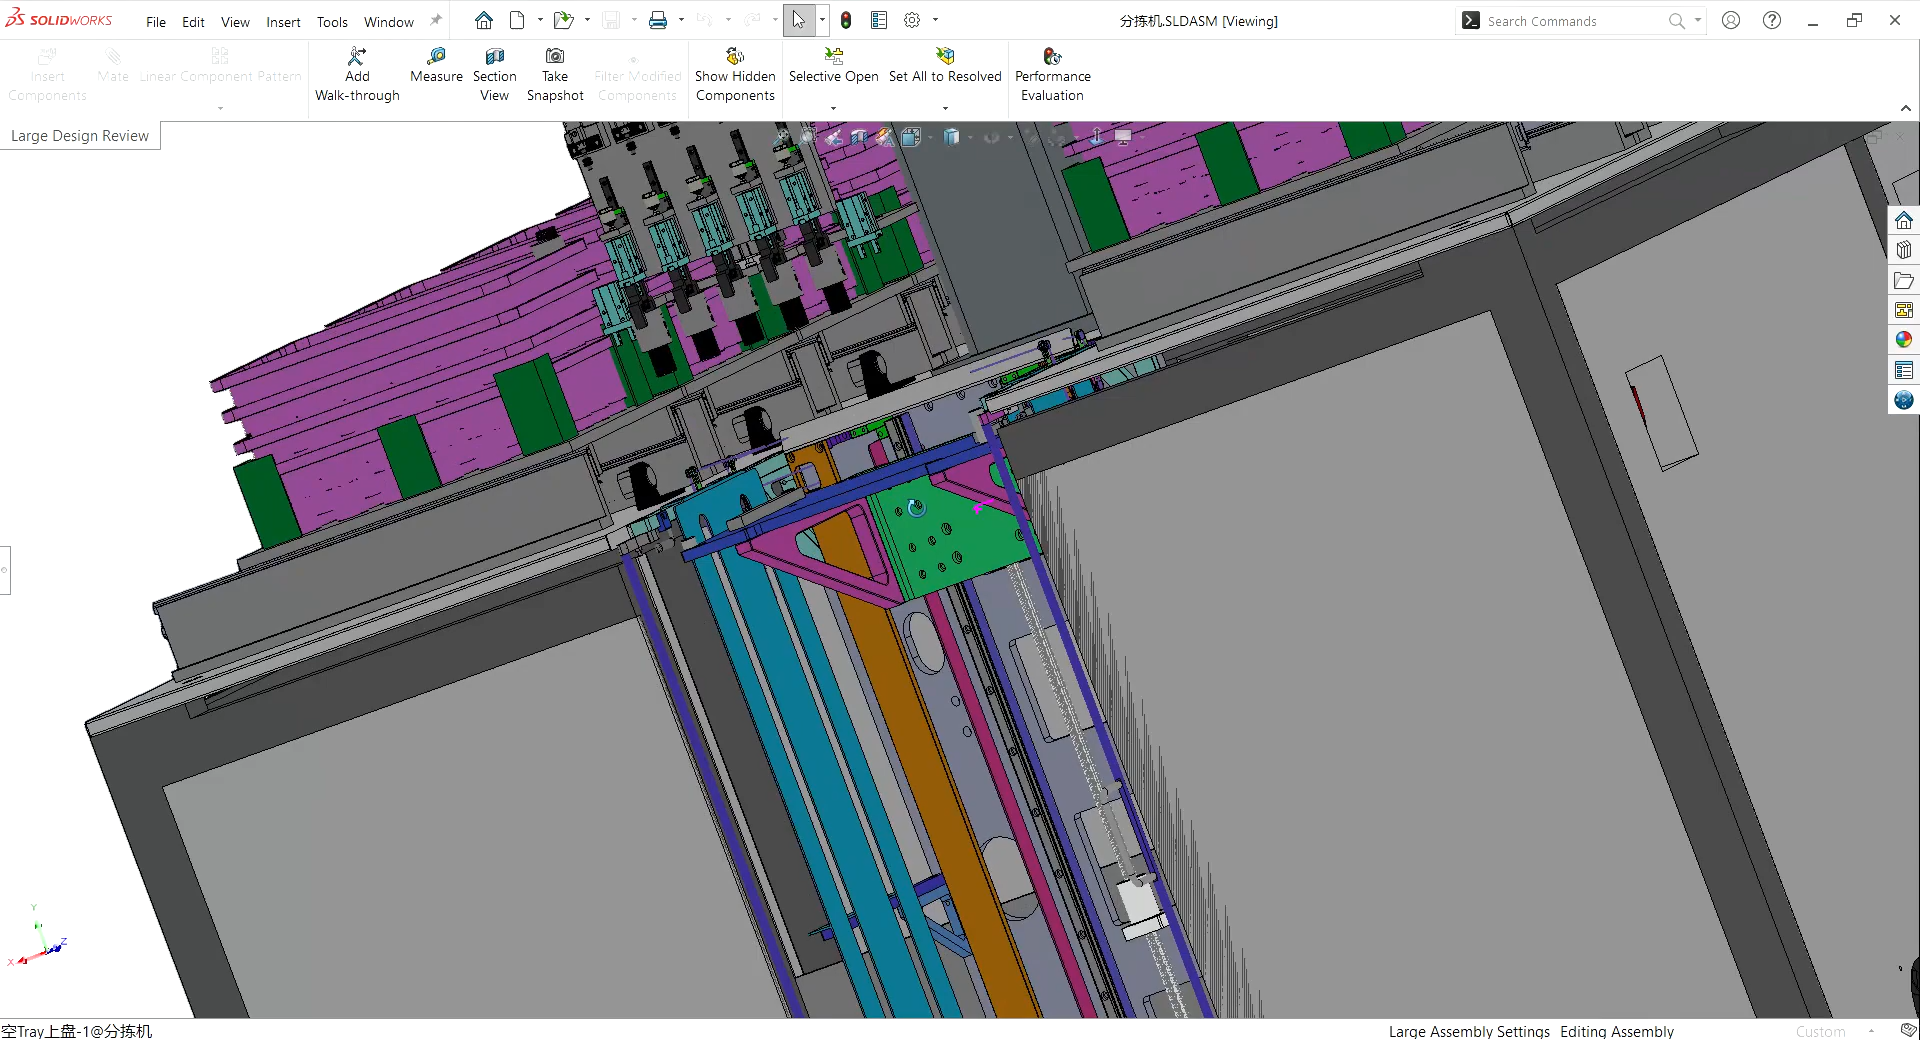 SOLIDWORKS File Edit View Insert Tools Window 分拣机.SLDASM [Viewing] Search Commands
Insert Components
Mate
Linear Component Pattern
Add Walk-through
Measure
Section View
Take Snapshot
Filter Modified Components
Show Hidden Components
Selective Open
Set All to Resolved
Performance Evaluation
Large Design Review
Y
Z
X
空Tray上盘-1@分拣机 Large Assembly Settings Editing Assembly Custom